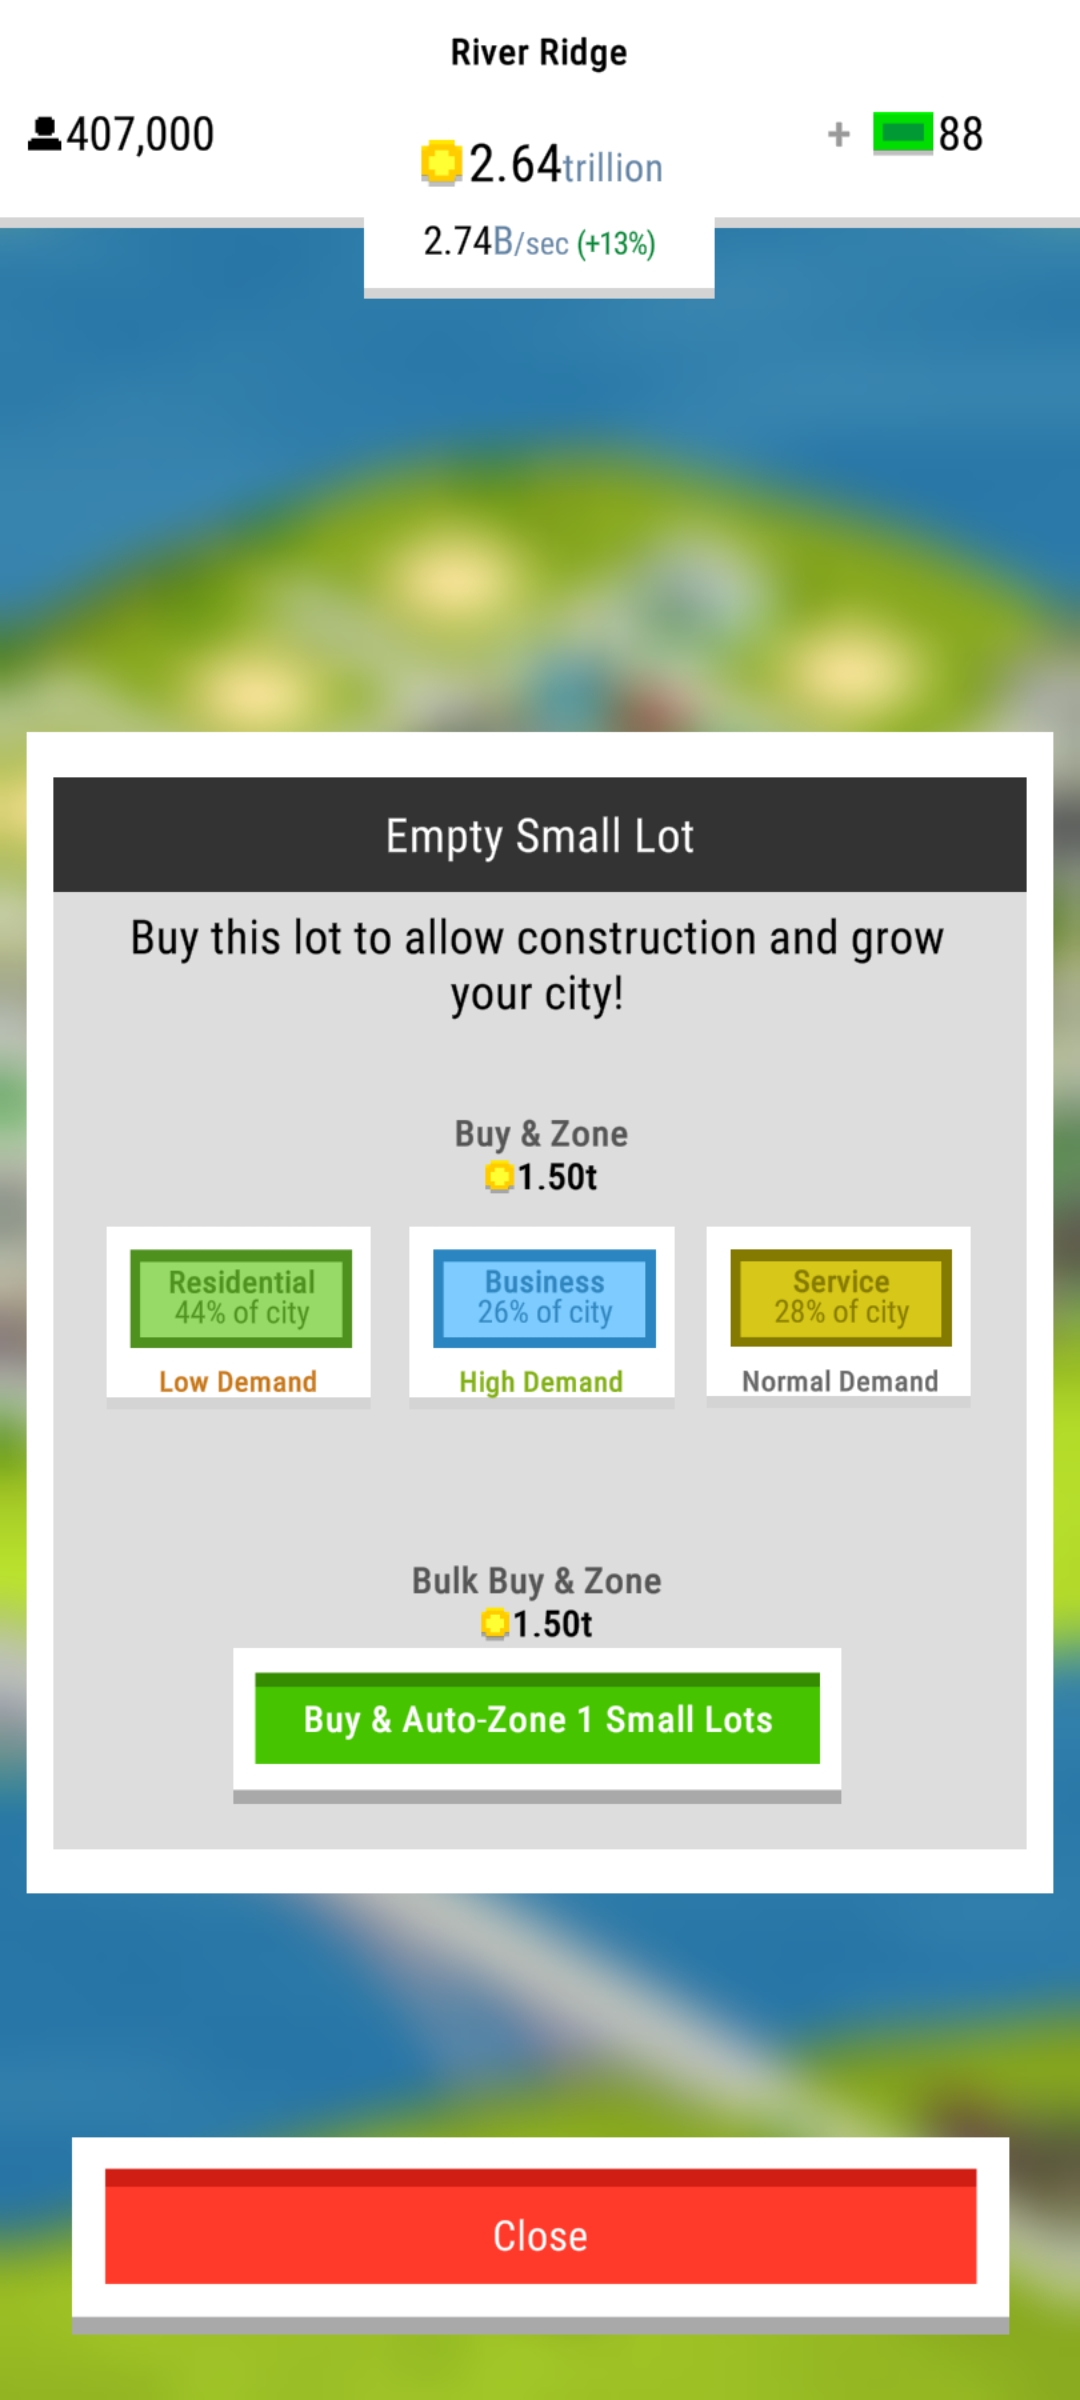 River Ridge
407,000
2.64trillion
+ 88
2.74B/sec (+13%)
Empty Small Lot
Buy this lot to allow construction and grow
your city!
Buy & Zone
1.50t
Residential
44% of city
Low Demand
Business
26% of city
High Demand
Service
28% of city
Normal Demand
Bulk Buy & Zone
1.50t
Buy & Auto-Zone 1 Small Lots
Close